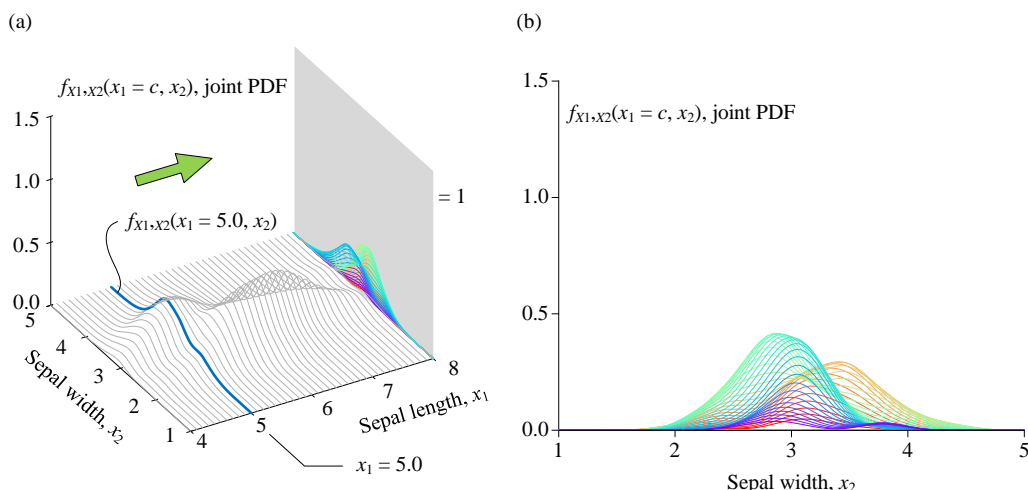 (a)
fX1,X2(x1 = c, x2), joint PDF
1.5
1.0
= 1
fX1,X2(x1 = 5.0, x2)
0.5
0.0
5
4
3
2
1
Sepal width, x2
4
5
6
7
8
Sepal length, x1
x1 = 5.0
(b)
1.5
fX1,X2(x1 = c, x2), joint PDF
1.0
0.5
0.0
1
2
3
4
5
Sepal width, x2